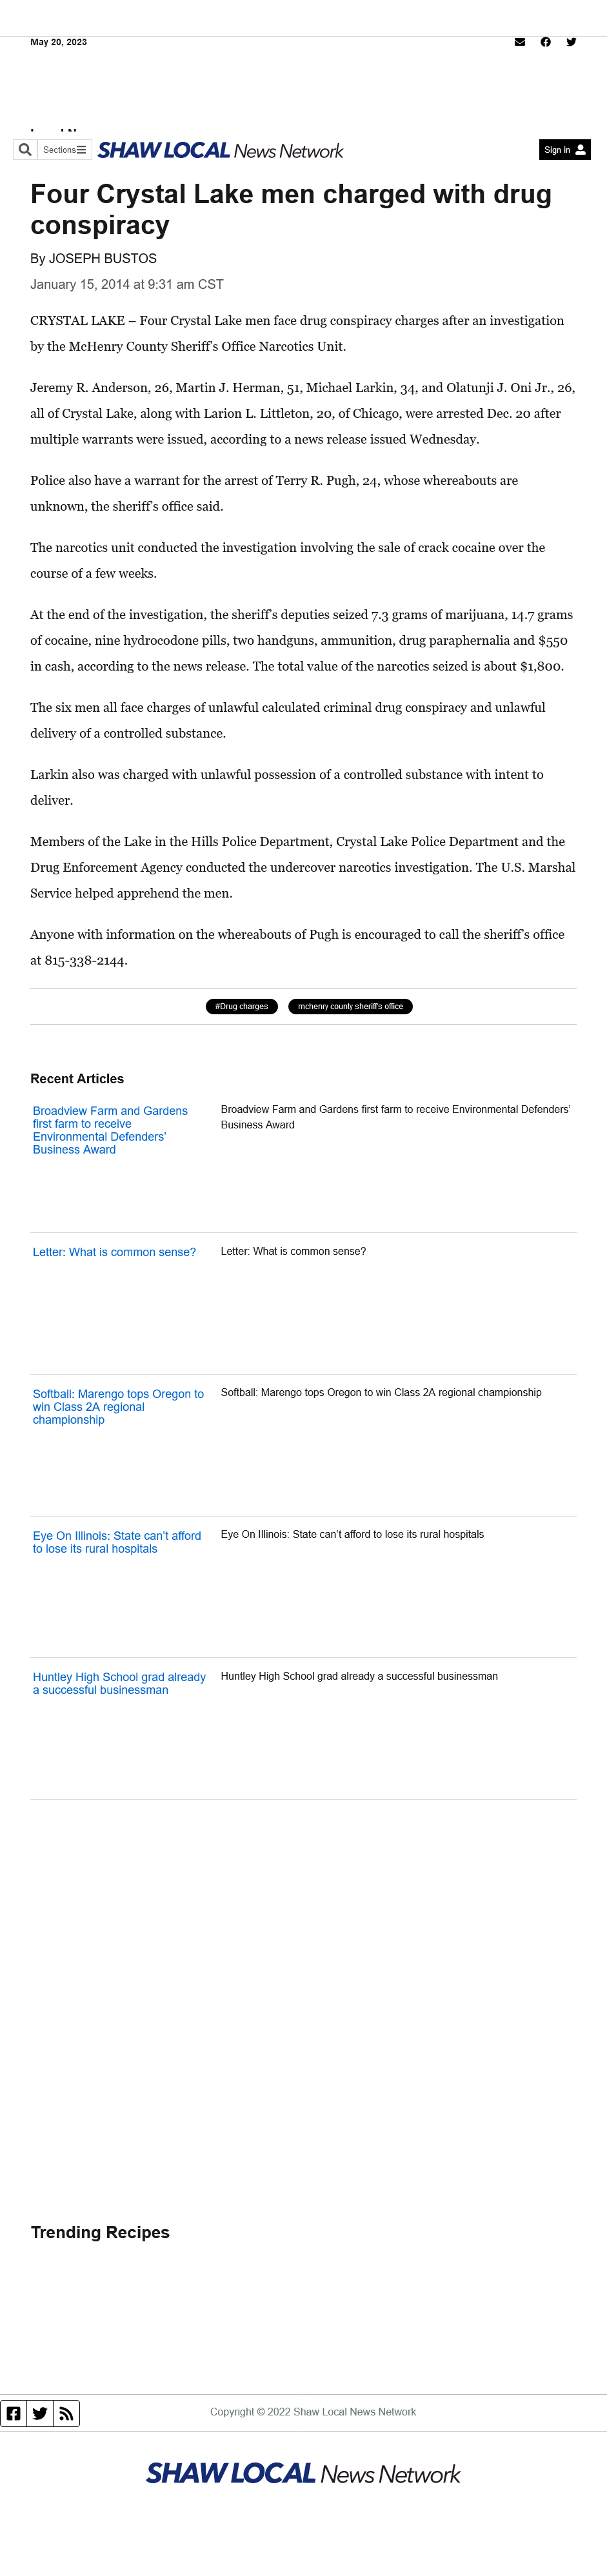 May 20, 2023
Sections
SHAW LOCAL News Network
Sign in
Four Crystal Lake men charged with drug
conspiracy
By JOSEPH BUSTOS
January 15, 2014 at 9:31 am CST
CRYSTAL LAKE – Four Crystal Lake men face drug conspiracy charges after an investigation
by the McHenry County Sheriff’s Office Narcotics Unit.
Jeremy R. Anderson, 26, Martin J. Herman, 51, Michael Larkin, 34, and Olatunji J. Oni Jr., 26,
all of Crystal Lake, along with Larion L. Littleton, 20, of Chicago, were arrested Dec. 20 after
multiple warrants were issued, according to a news release issued Wednesday.
Police also have a warrant for the arrest of Terry R. Pugh, 24, whose whereabouts are
unknown, the sheriff’s office said.
The narcotics unit conducted the investigation involving the sale of crack cocaine over the
course of a few weeks.
At the end of the investigation, the sheriff’s deputies seized 7.3 grams of marijuana, 14.7 grams
of cocaine, nine hydrocodone pills, two handguns, ammunition, drug paraphernalia and $550
in cash, according to the news release. The total value of the narcotics seized is about $1,800.
The six men all face charges of unlawful calculated criminal drug conspiracy and unlawful
delivery of a controlled substance.
Larkin also was charged with unlawful possession of a controlled substance with intent to
deliver.
Members of the Lake in the Hills Police Department, Crystal Lake Police Department and the
Drug Enforcement Agency conducted the undercover narcotics investigation. The U.S. Marshal
Service helped apprehend the men.
Anyone with information on the whereabouts of Pugh is encouraged to call the sheriff’s office
at 815-338-2144.
#Drug charges
mchenry county sheriff's office
Recent Articles
Broadview Farm and Gardens
first farm to receive
Environmental Defenders’
Business Award
Broadview Farm and Gardens first farm to receive Environmental Defenders’
Business Award
Letter: What is common sense?
Letter: What is common sense?
Softball: Marengo tops Oregon to
win Class 2A regional
championship
Softball: Marengo tops Oregon to win Class 2A regional championship
Eye On Illinois: State can’t afford
to lose its rural hospitals
Eye On Illinois: State can’t afford to lose its rural hospitals
Huntley High School grad already
a successful businessman
Huntley High School grad already a successful businessman
Trending Recipes
Copyright © 2022 Shaw Local News Network
SHAW LOCAL News Network